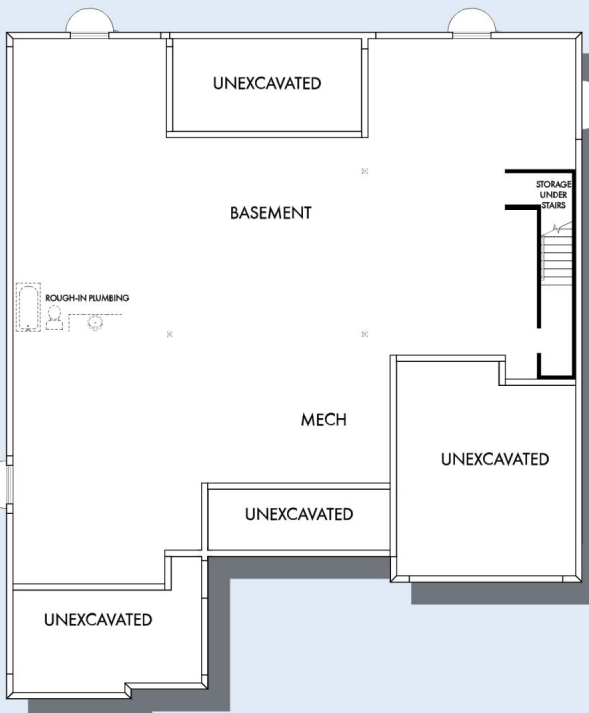 UNEXCAVATED
STORAGE
UNDER
STAIRS
BASEMENT
ROUGH-IN PLUMBING
MECH
UNEXCAVATED
UNEXCAVATED
UNEXCAVATED